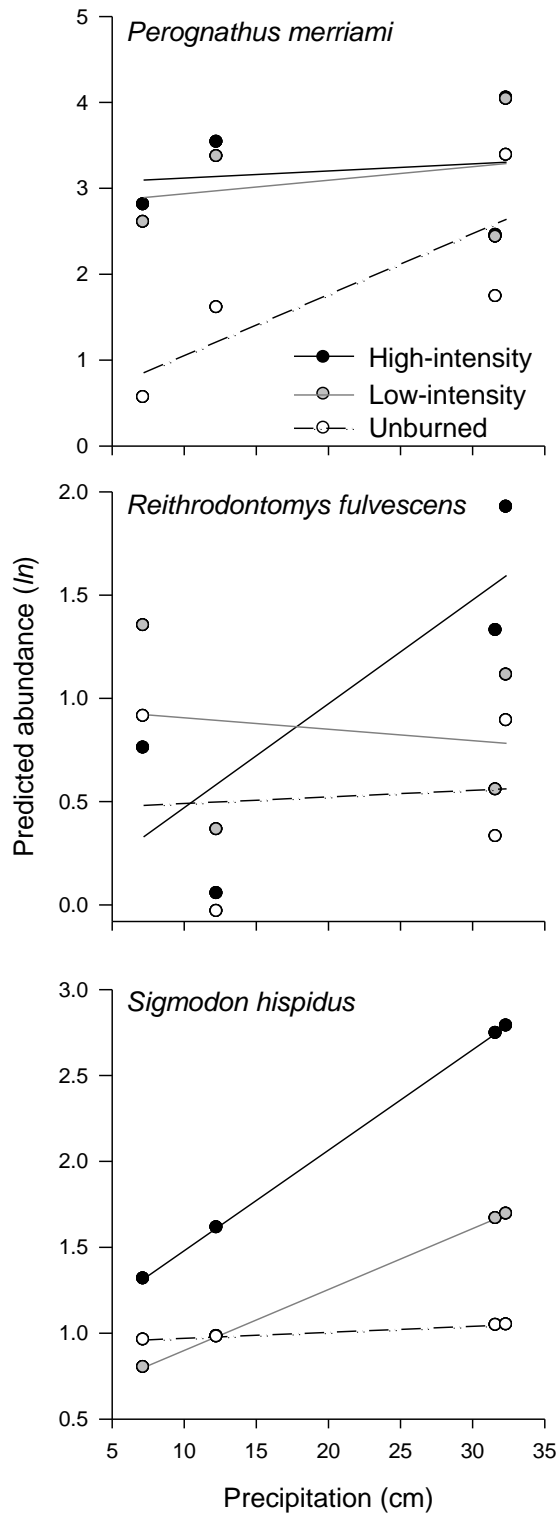 Perognathus merriami
5
4
3
2
1
0
High-intensity
Low-intensity
Unburned
Reithrodontomys fulvescens
2.0
1.5
1.0
0.5
0.0
Predicted abundance (ln)
Sigmodon hispidus
3.0
2.5
2.0
1.5
1.0
0.5
5 10 15 20 25 30 35
Precipitation (cm)